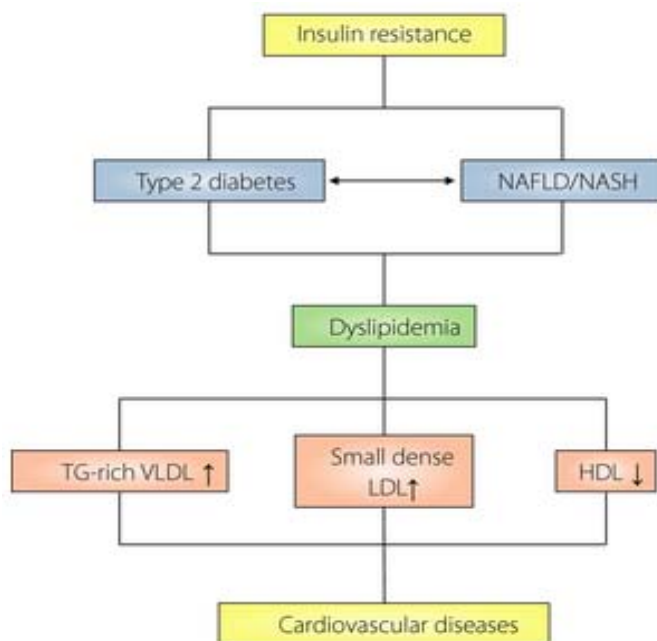 Insulin resistance
Type 2 diabetes
NAFLD/NASH
Dyslipidemia
TG-rich VLDL ↑
Small dense
LDL↑
HDL ↓
Cardiovascular diseases